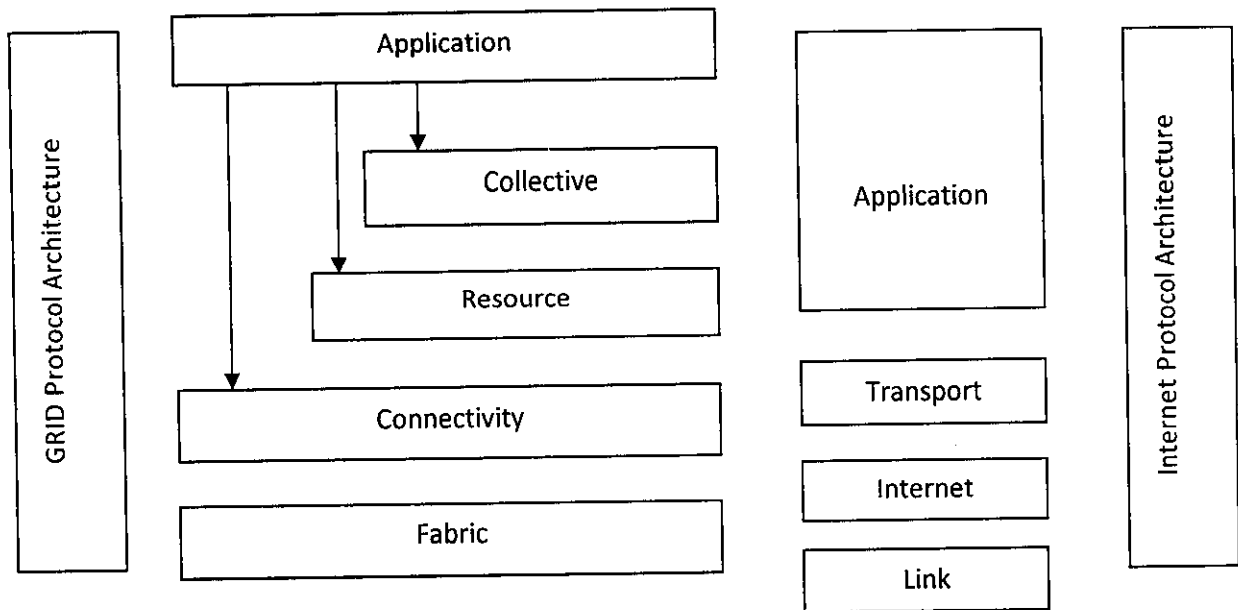 GRID Protocol Architecture
Application
Collective
Resource
Connectivity
Fabric
Application
Transport
Internet
Link
Internet Protocol Architecture